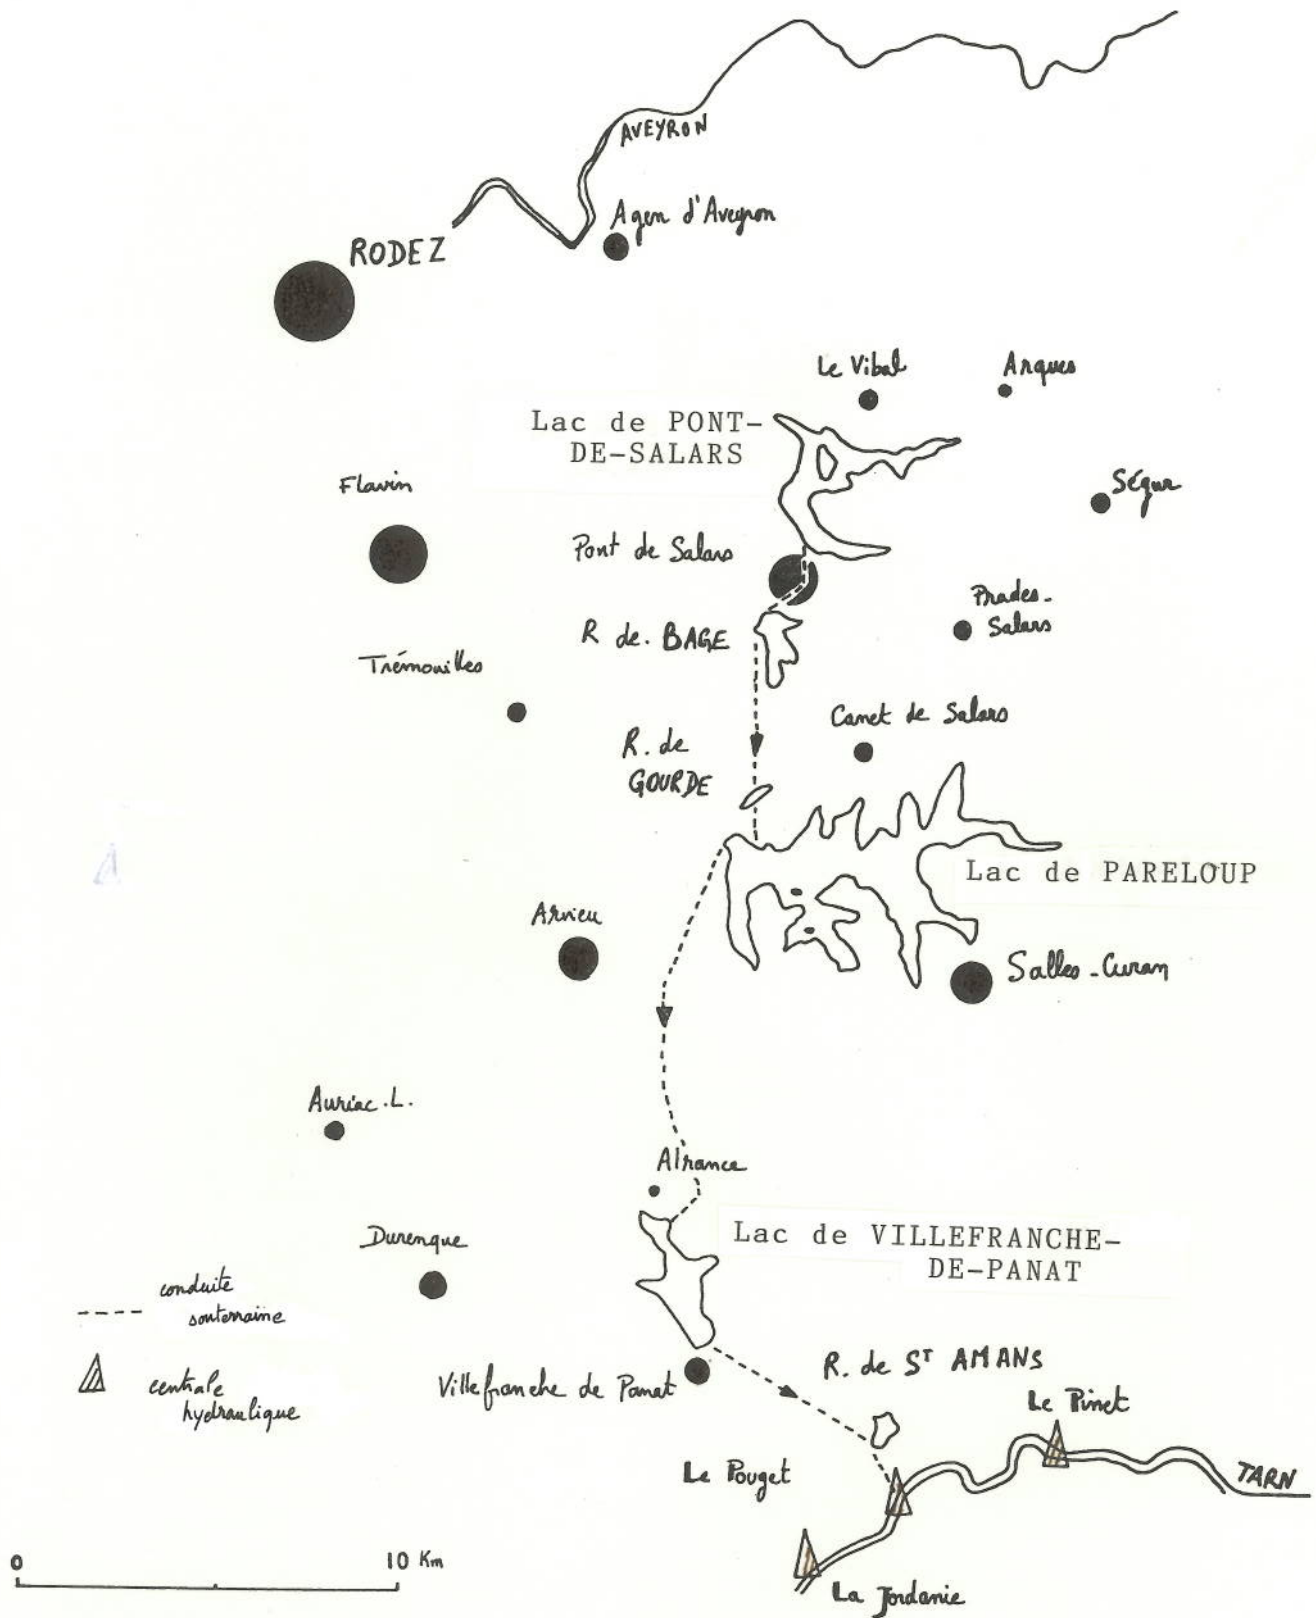 AVEYRON
Agen d'Aveyron
RODEZ
Le Vibal
Arques
Lac de PONT-
DE-SALARS
Flavin
Ségur
Pont de Salars
Prades-
Salars
R de. BAGE
Trémouilles
Canet de Salars
R. de
GOURDE
Lac de PARELOUP
Arvieu
Salles-Curan
Auriac.L.
Alrance
Lac de VILLEFRANCHE-
DE-PANAT
Durenque
conduite
souterraine
R. de ST AMANS
Villefranche de Panat
centrale
hydraulique
Le Pinet
Le Pouget
TARN
0
10 Km
La Jordanie